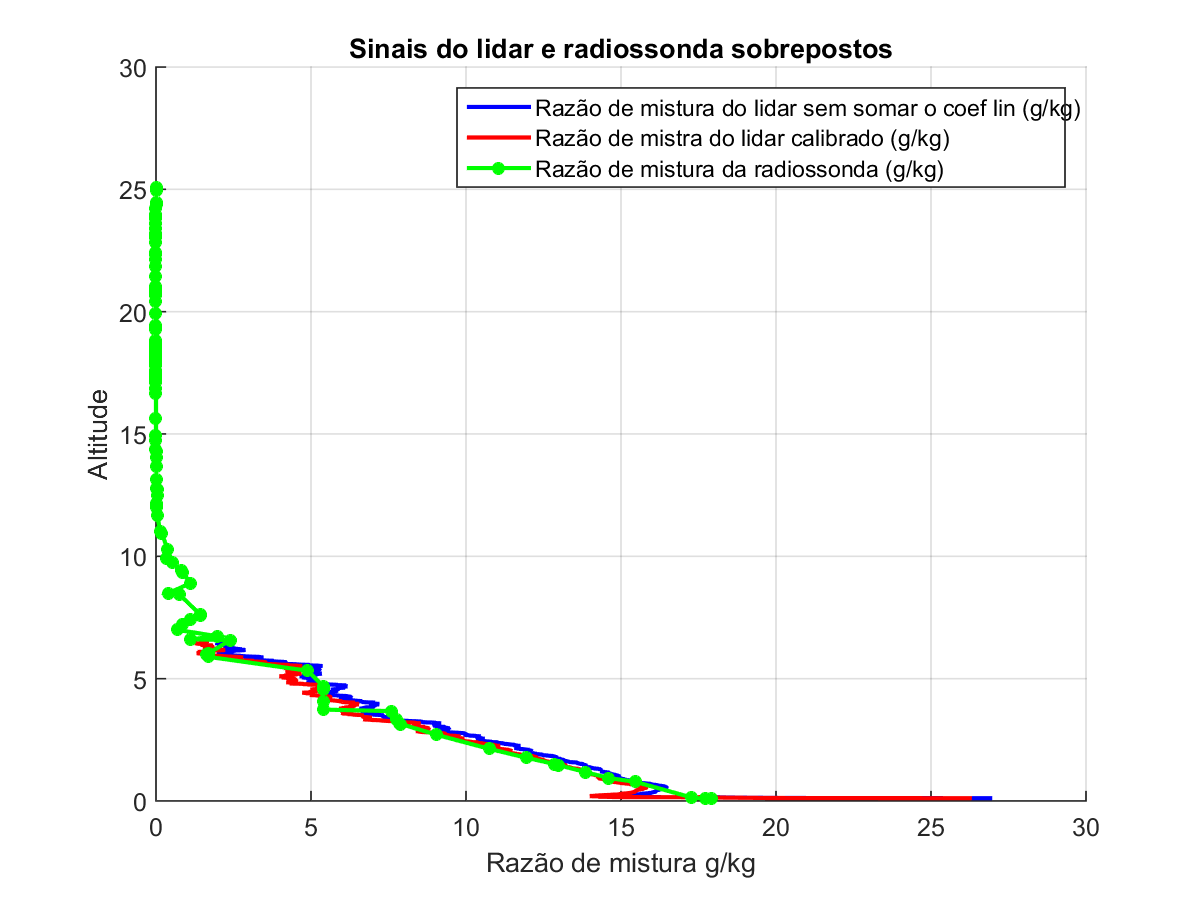 Sinais do lidar e radiossonda sobrepostos
30
Razão de mistura do lidar sem somar o coef lin (g/kg)
Razão de mistra do lidar calibrado (g/kg)
Razão de mistura da radiossonda (g/kg)
25
20
15
10
5
0
Altitude
0 5 10 15 20 25 30
Razão de mistura g/kg